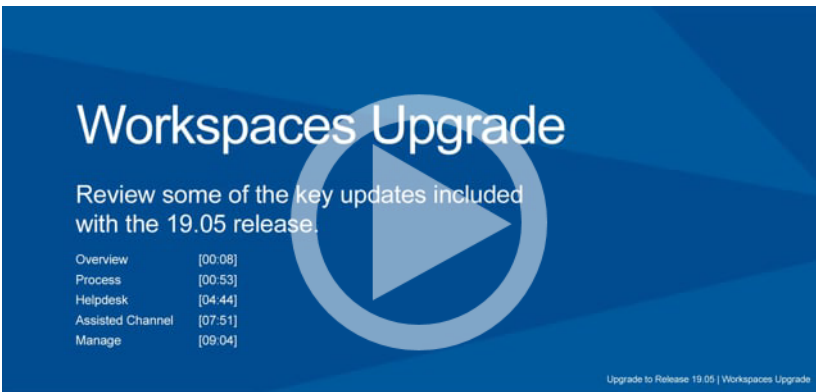 Workspaces Upgrade
Review some of the key updates included
with the 19.05 release.
Overview [00:08]
Process [00:53]
Helpdesk [04:44]
Assisted Channel [07:51]
Manage [09:04]
Upgrade to Release 19.05 | Workspaces Upgrade